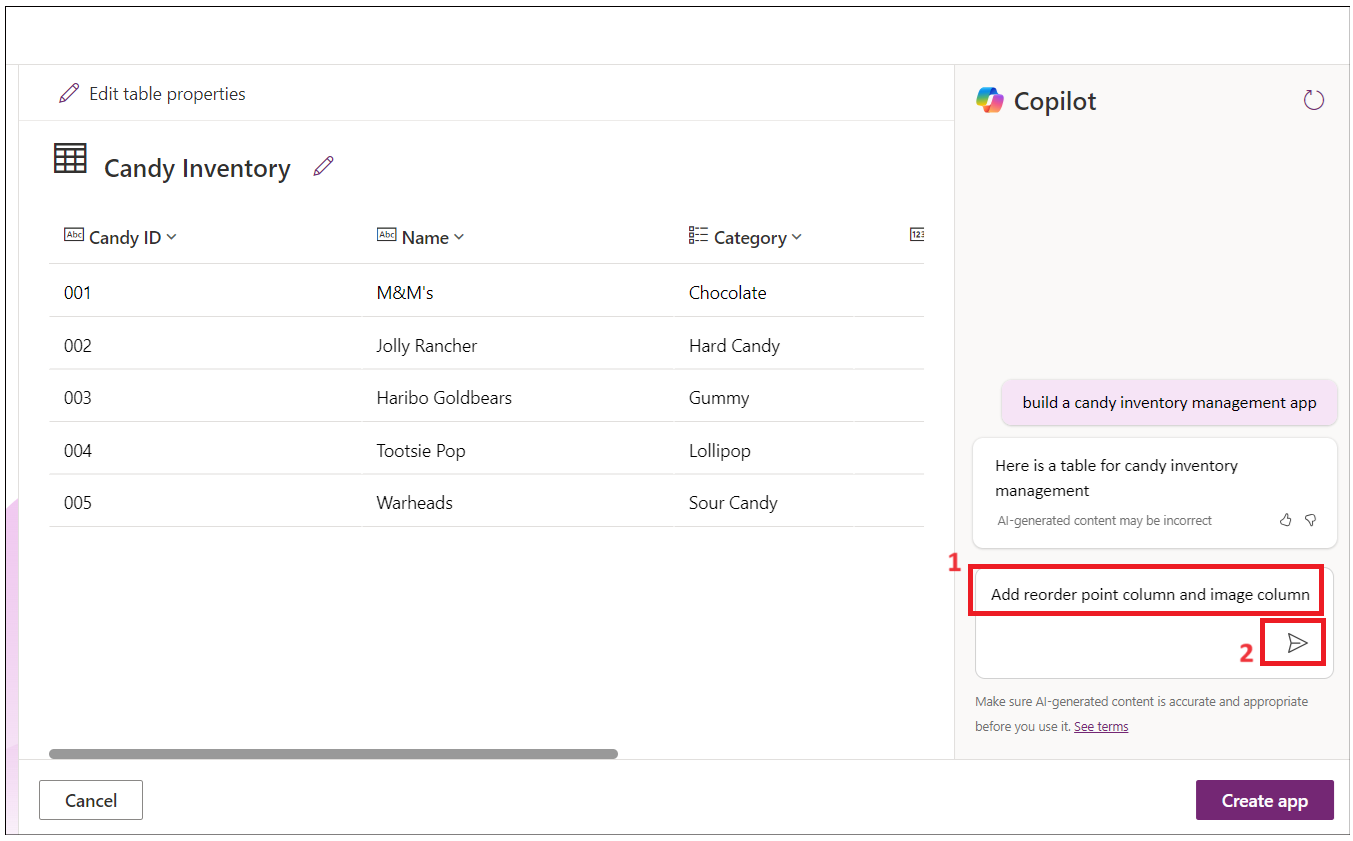 Edit table properties
Copilot
Candy Inventory
Abc Candy ID
Abc Name
Category
123
001 M&M's Chocolate
002 Jolly Rancher Hard Candy
003 Haribo Goldbears Gummy
004 Tootsie Pop Lollipop
005 Warheads Sour Candy
build a candy inventory management app
Here is a table for candy inventory
management
AI-generated content may be incorrect
1
Add reorder point column and image column
2
Make sure AI-generated content is accurate and appropriate
before you use it. See terms
Cancel
Create app